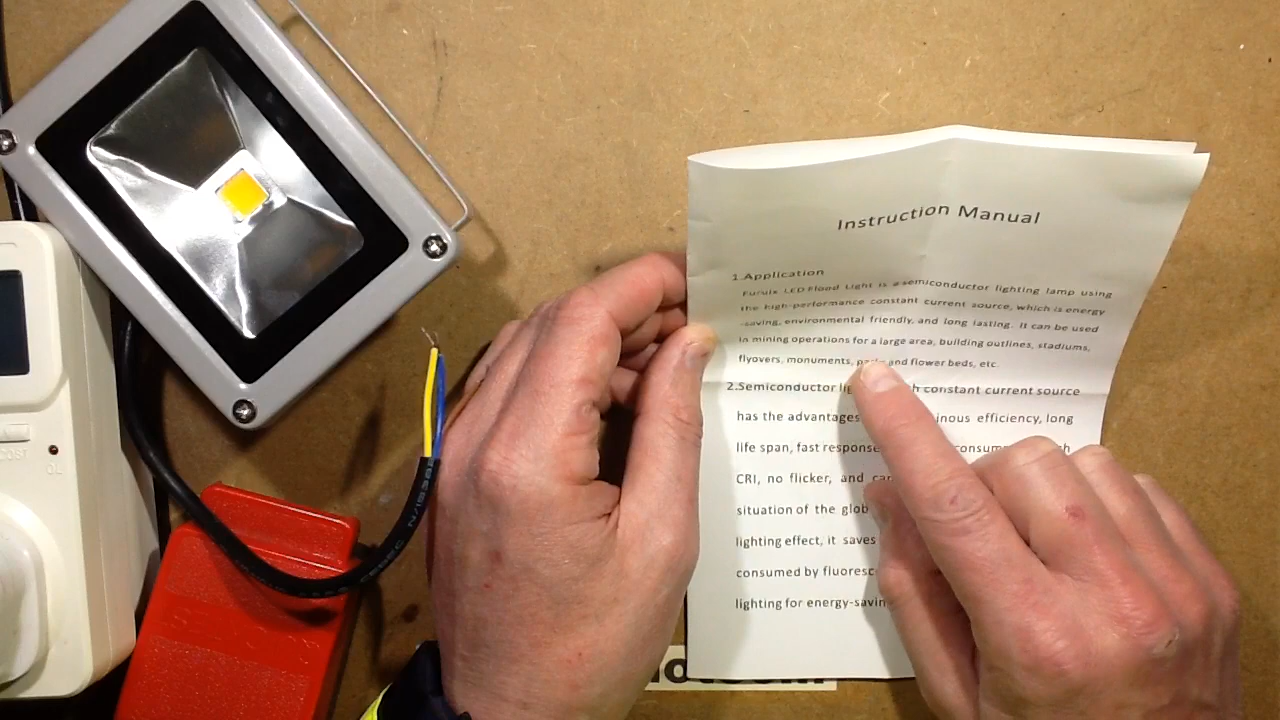 Instruction Manual
1.Application
Furuix LED Flood Light is a semiconductor lighting lamp using
the high-performance constant current source, which is energy
-saving, environmental friendly, and long lasting. It can be used
in mining operations for a large area, building outlines, stadiums,
flyovers, monuments, and flower beds, etc.
2.Semiconductor constant current source
has the advantages efficiency, long
life span, fast response
CRI, no flicker, and
situation of the
lighting effect, it saves
consumed by
lighting for
COST
OL